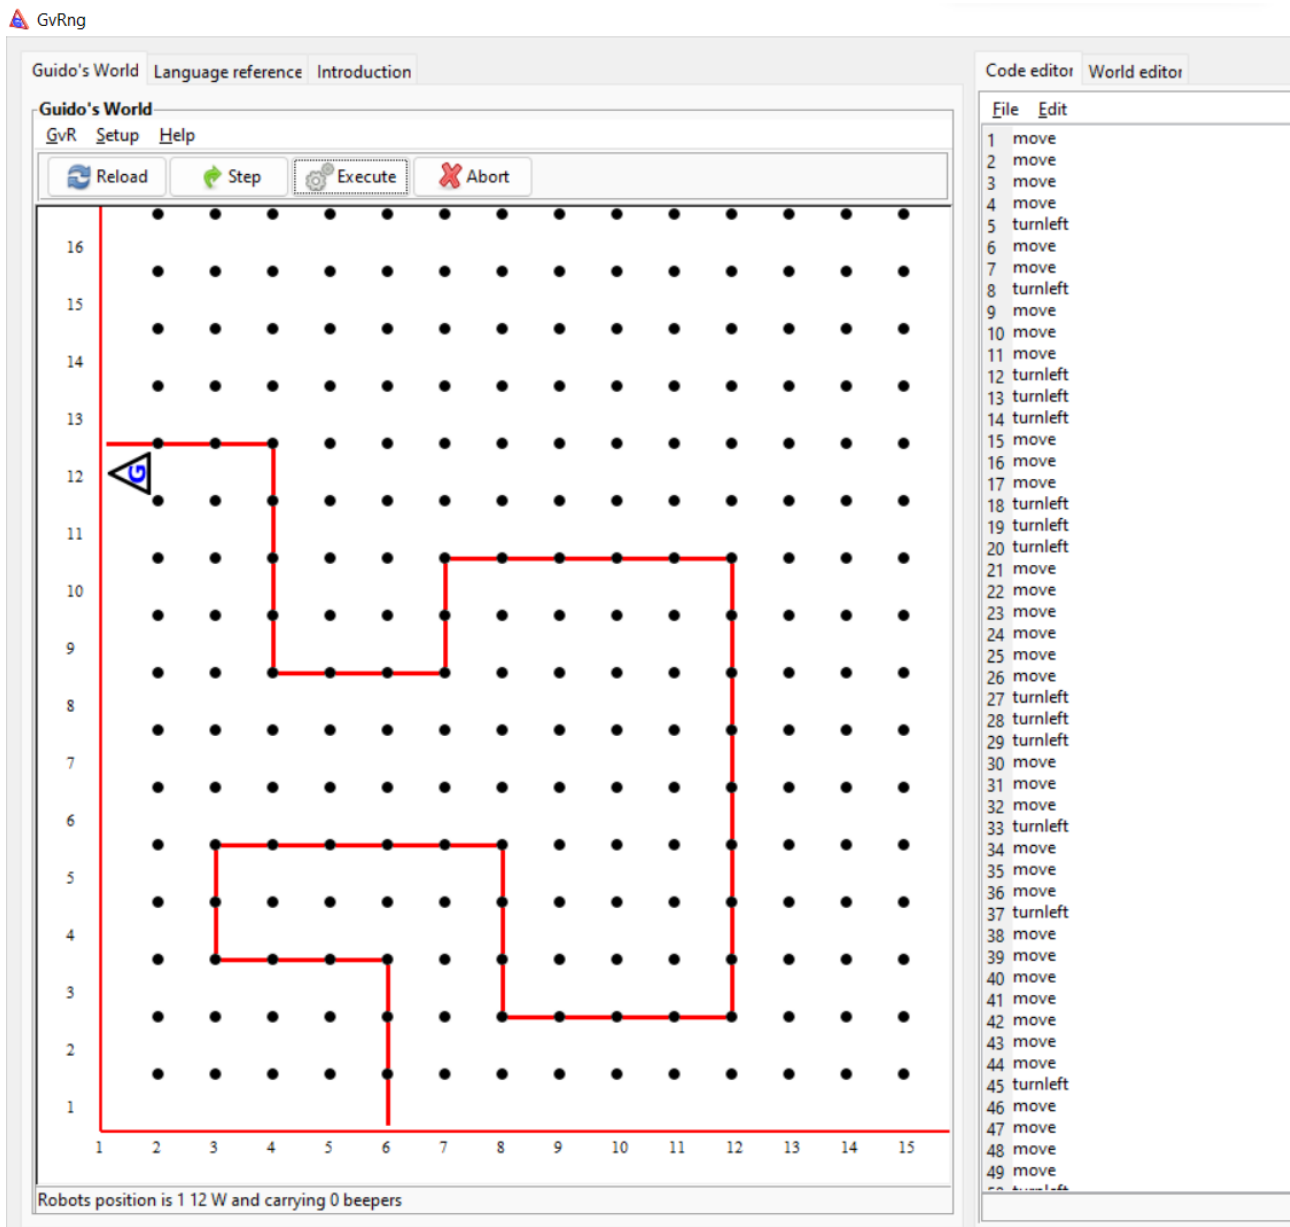 GvRng
Guido's World Language reference Introduction
Guido's World
GvR Setup Help
Reload Step Execute Abort
16
15
14
13
12
11
10
9
8
7
6
5
4
3
2
1
G
1 2 3 4 5 6 7 8 9 10 11 12 13 14 15
Robots position is 1 12 W and carrying 0 beepers
Code editor World editor
File Edit
1 move
2 move
3 move
4 move
5 turnleft
6 move
7 move
8 turnleft
9 move
10 move
11 move
12 turnleft
13 turnleft
14 turnleft
15 move
16 move
17 move
18 turnleft
19 turnleft
20 turnleft
21 move
22 move
23 move
24 move
25 move
26 move
27 turnleft
28 turnleft
29 turnleft
30 move
31 move
32 move
33 turnleft
34 move
35 move
36 move
37 turnleft
38 move
39 move
40 move
41 move
42 move
43 move
44 move
45 turnleft
46 move
47 move
48 move
49 move